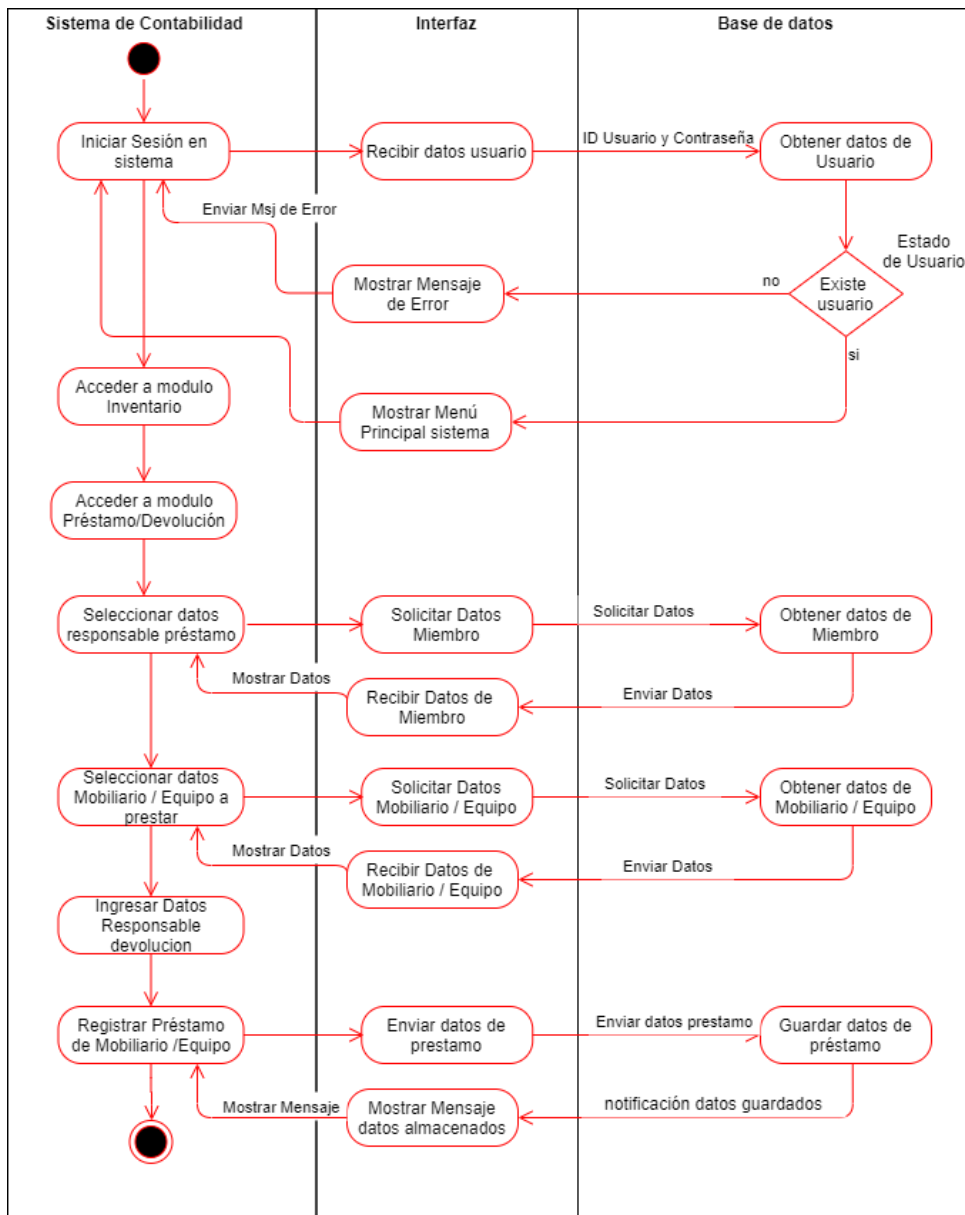 Sistema de Contabilidad
Interfaz
Base de datos
Iniciar Sesión en
sistema
Recibir datos usuario
ID Usuario y Contraseña
Obtener datos de
Usuario
Enviar Msj de Error
Estado
de Usuario
Mostrar Mensaje
de Error
no
Existe
usuario
si
Acceder a modulo
Inventario
Mostrar Menú
Principal sistema
Acceder a modulo
Préstamo/Devolución
Seleccionar datos
responsable préstamo
Solicitar Datos
Miembro
Solicitar Datos
Obtener datos de
Miembro
Mostrar Datos
Recibir Datos de
Miembro
Enviar Datos
Seleccionar datos
Mobiliario / Equipo a
prestar
Solicitar Datos
Mobiliario / Equipo
Solicitar Datos
Obtener datos de
Mobiliario / Equipo
Mostrar Datos
Recibir Datos de
Mobiliario / Equipo
Enviar Datos
Ingresar Datos
Responsable
devolucion
Registrar Préstamo
de Mobiliario /Equipo
Enviar datos de
prestamo
Enviar datos prestamo
Guardar datos de
préstamo
Mostrar Mensaje
Mostrar Mensaje
datos almacenados
notificación datos guardados